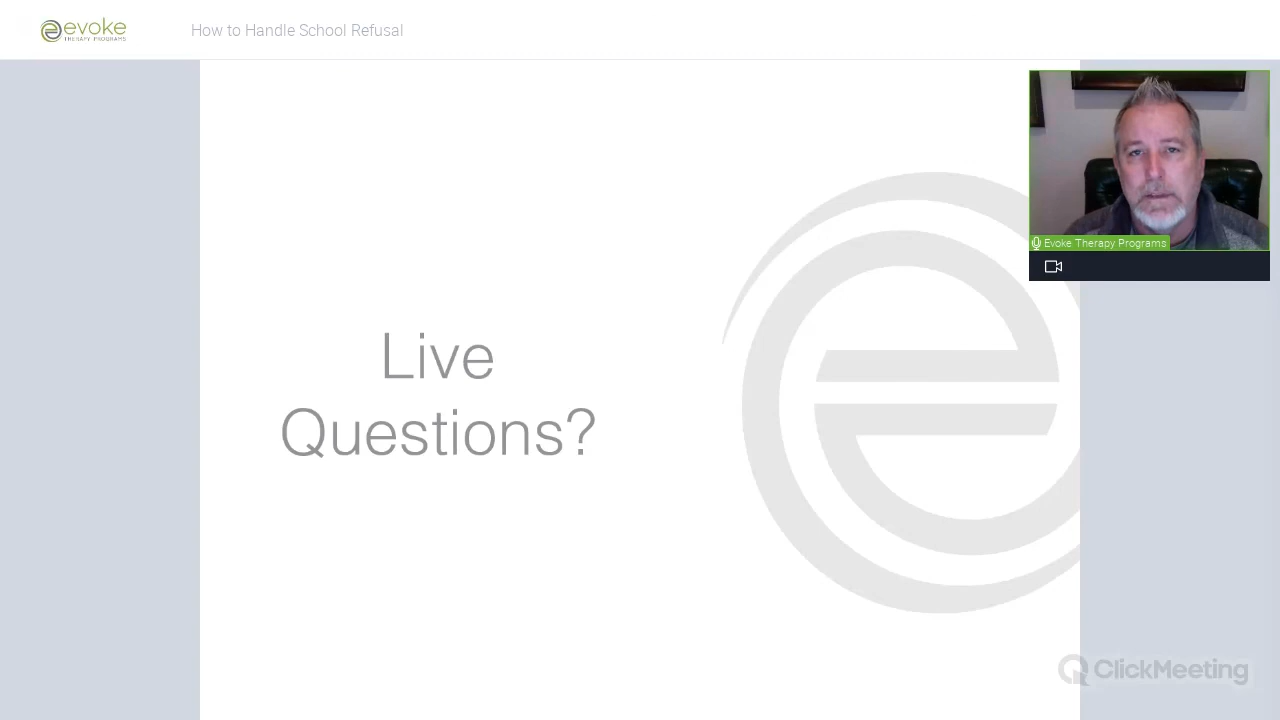 evoke
THERAPY PROGRAMS
How to Handle School Refusal
Evoke Therapy Programs
Live
Questions?
ClickMeeting